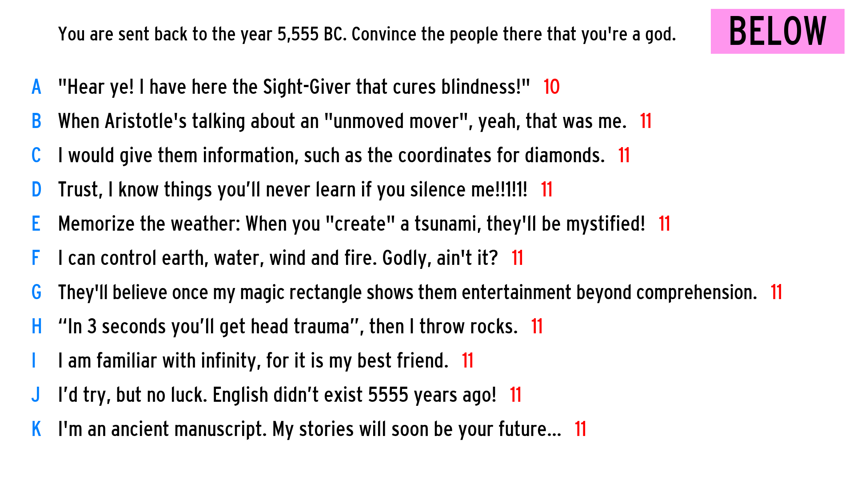 You are sent back to the year 5,555 BC. Convince the people there that you're a god.
BELOW
A "Hear ye! I have here the Sight-Giver that cures blindness!" 10
B When Aristotle's talking about an "unmoved mover", yeah, that was me. 11
C I would give them information, such as the coordinates for diamonds. 11
D Trust, I know things you’ll never learn if you silence me!!1!1! 11
E Memorize the weather: When you "create" a tsunami, they'll be mystified! 11
F I can control earth, water, wind and fire. Godly, ain't it? 11
G They'll believe once my magic rectangle shows them entertainment beyond comprehension. 11
H “In 3 seconds you’ll get head trauma”, then I throw rocks. 11
I I am familiar with infinity, for it is my best friend. 11
J I’d try, but no luck. English didn’t exist 5555 years ago! 11
K I'm an ancient manuscript. My stories will soon be your future... 11